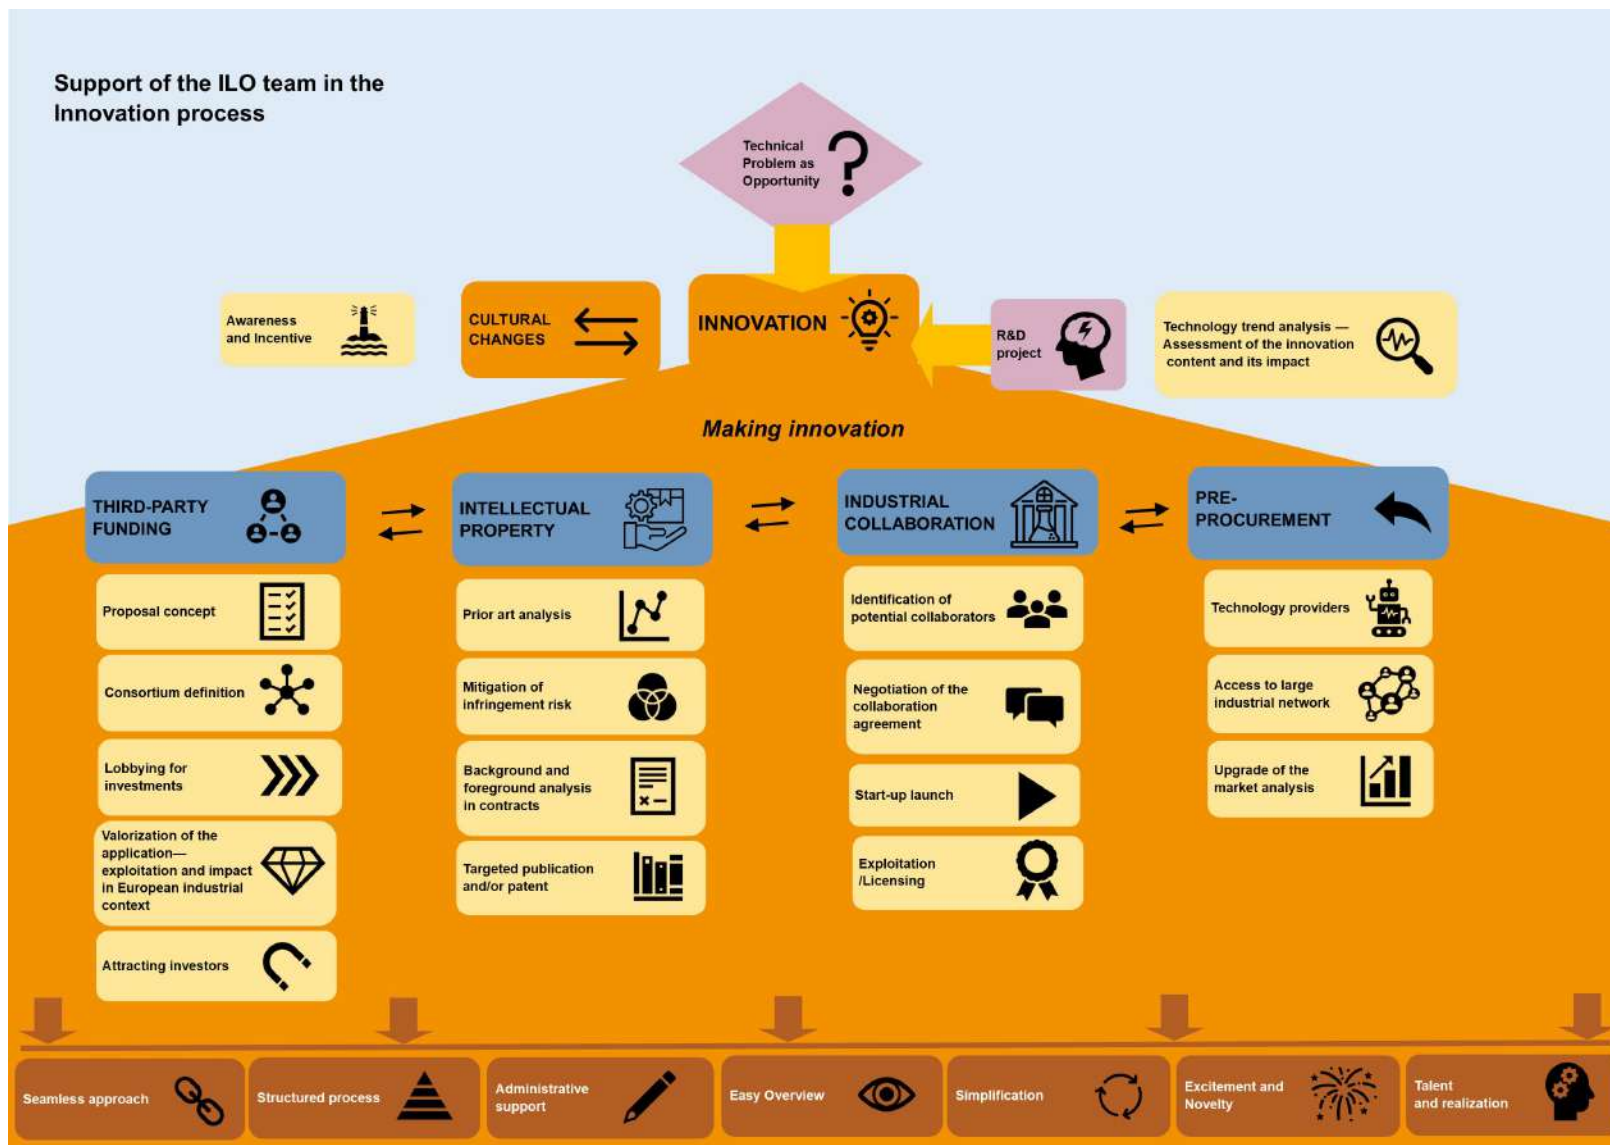 Support of the ILO team in the
Innovation process
Technical
Problem as
Opportunity
Awareness
and Incentive
CULTURAL
CHANGES
INNOVATION
R&D
project
Technology trend analysis —
Assessment of the innovation
content and its impact
Making innovation
THIRD-PARTY
FUNDING
Proposal concept
Consortium definition
Lobbying for
investments
Valorization of the
application—
exploitation and impact
in European industrial
context
Attracting investors
INTELLECTUAL
PROPERTY
Prior art analysis
Mitigation of
infringement risk
Background and
foreground analysis
in contracts
Targeted publication
and/or patent
INDUSTRIAL
COLLABORATION
Identification of
potential collaborators
Negotiation of the
collaboration
agreement
Start-up launch
Exploitation
/Licensing
PRE-
PROCUREMENT
Technology providers
Access to large
industrial network
Upgrade of the
market analysis
Seamless approach
Structured process
Administrative
support
Easy Overview
Simplification
Excitement and
Novelty
Talent
and realization